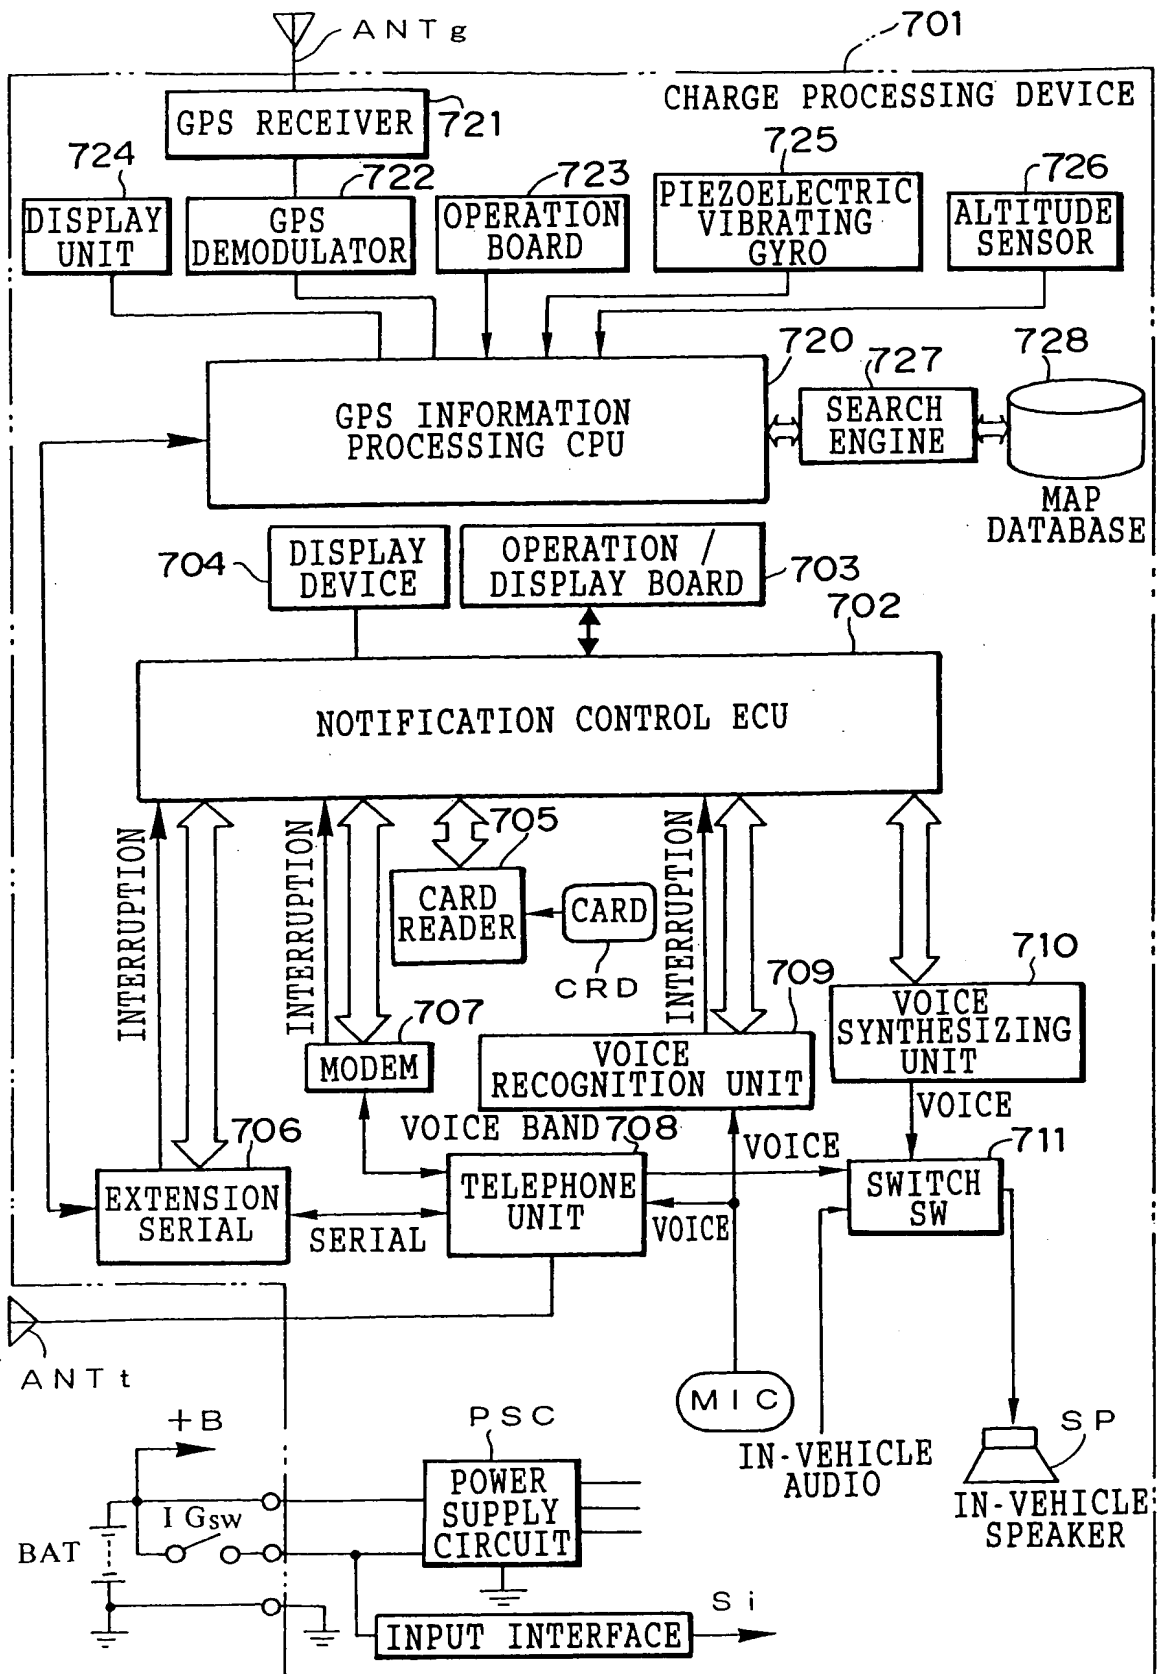 ANTg
701
CHARGE PROCESSING DEVICE
GPS RECEIVER
721
724
722
723
725
726
DISPLAY
UNIT
GPS
DEMODULATOR
OPERATION
BOARD
PIEZOELECTRIC
VIBRATING
GYRO
ALTITUDE
SENSOR
720
727
728
GPS INFORMATION
PROCESSING CPU
SEARCH
ENGINE
MAP
DATABASE
704
DISPLAY
DEVICE
OPERATION /
DISPLAY BOARD
703
702
NOTIFICATION CONTROL ECU
INTERRUPTION
INTERRUPTION
705
CARD
READER
CARD
CRD
INTERRUPTION
709
710
707
MODEM
VOICE
RECOGNITION UNIT
VOICE
SYNTHESIZING
UNIT
VOICE
706
VOICE BAND
708
VOICE
711
EXTENSION
SERIAL
SERIAL
TELEPHONE
UNIT
VOICE
SWITCH
SW
ANTt
MIC
IN-VEHICLE
AUDIO
SP
IN-VEHICLE
SPEAKER
+B
PSC
IGsw
BAT
POWER
SUPPLY
CIRCUIT
INPUT INTERFACE
Si